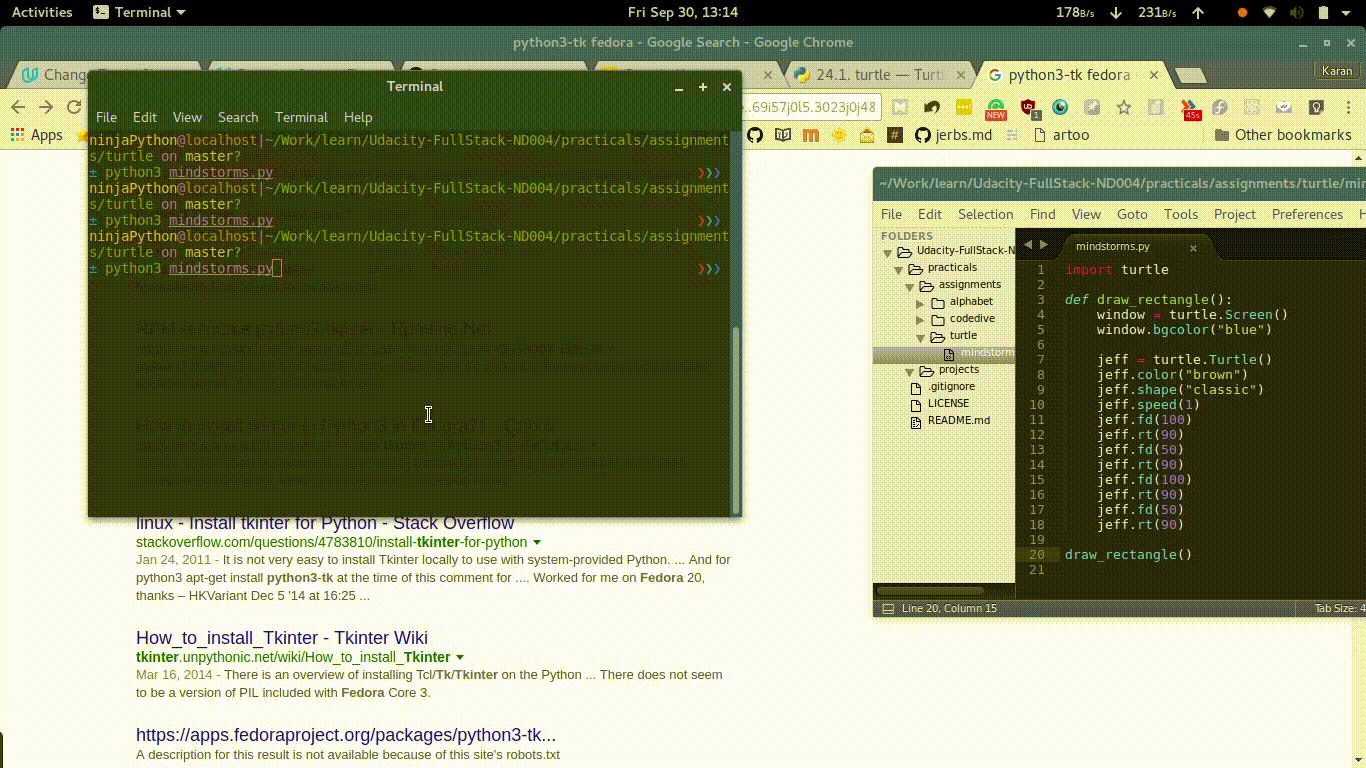 Activities Terminal Fri Sep 30, 13:14 178B/s 231B/s
python3-tk fedora - Google Search - Google Chrome
24.1. turtle — Turt python3-tk fedora Karan
..69i57j0l5.3023j0j48 NEW 1 45s
Apps jerbs.md artoo Other bookmarks
Terminal
File Edit View Search Terminal Help
ninjaPython@localhost|~/Work/learn/Udacity-FullStack-ND004/practicals/assignment
s/turtle on master?
± python3 mindstorms.py ❯❯❯
ninjaPython@localhost|~/Work/learn/Udacity-FullStack-ND004/practicals/assignment
s/turtle on master?
± python3 mindstorms.py ❯❯❯
ninjaPython@localhost|~/Work/learn/Udacity-FullStack-ND004/practicals/assignment
s/turtle on master?
± python3 mindstorms.py ❯❯❯
linux - Install tkinter for Python - Stack Overflow
stackoverflow.com/questions/4783810/install-tkinter-for-python
Jan 24, 2011 - It is not very easy to install Tkinter locally to use with system-provided Python. ... And for
python3 apt-get install python3-tk at the time of this comment for .... Worked for me on Fedora 20,
thanks – HKVariant Dec 5 '14 at 16:25 ...
How_to_install_Tkinter - Tkinter Wiki
tkinter.unpythonic.net/wiki/How_to_install_Tkinter
Mar 16, 2014 - There is an overview of installing Tcl/Tk/Tkinter on the Python ... There does not seem
to be a version of PIL included with Fedora Core 3.
https://apps.fedoraproject.org/packages/python3-tk...
A description for this result is not available because of this site's robots.txt
~/Work/learn/Udacity-FullStack-ND004/practicals/assignments/turtle/min
File Edit Selection Find View Goto Tools Project Preferences H
FOLDERS
Udacity-FullStack-N
practicals
assignments
alphabet
codedive
turtle
mindstorm
projects
.gitignore
LICENSE
README.md
mindstorms.py
1 import turtle
2
3 def draw_rectangle():
4 window = turtle.Screen()
5 window.bgcolor("blue")
6
7 jeff = turtle.Turtle()
8 jeff.color("brown")
9 jeff.shape("classic")
10 jeff.speed(1)
11 jeff.fd(100)
12 jeff.rt(90)
13 jeff.fd(50)
14 jeff.rt(90)
15 jeff.fd(100)
16 jeff.rt(90)
17 jeff.fd(50)
18 jeff.rt(90)
19
20 draw_rectangle()
21
Line 20, Column 15 Tab Size: 4